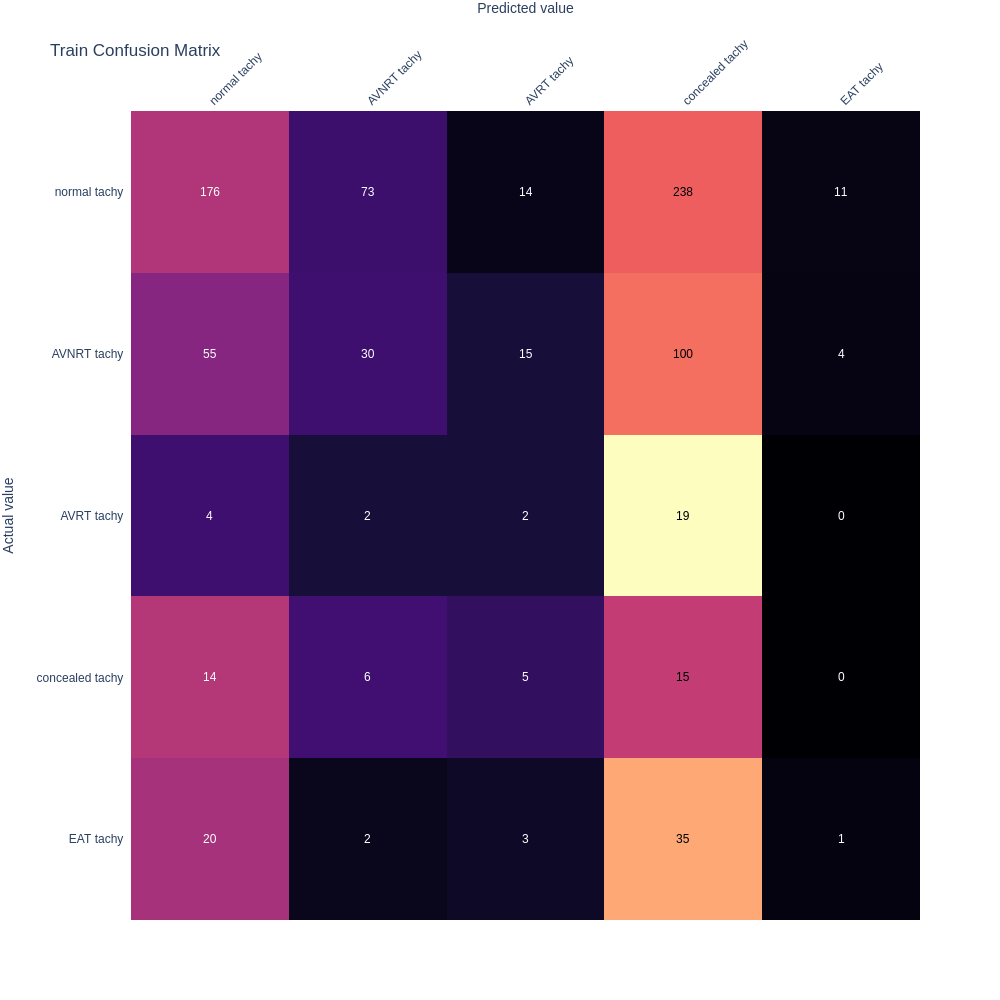 Predicted value
Train Confusion Matrix
normal tachy
AVNRT tachy
AVRT tachy
concealed tachy
EAT tachy
Actual value
normal tachy 176 73 14 238 11
AVNRT tachy 55 30 15 100 4
AVRT tachy 4 2 2 19 0
concealed tachy 14 6 5 15 0
EAT tachy 20 2 3 35 1